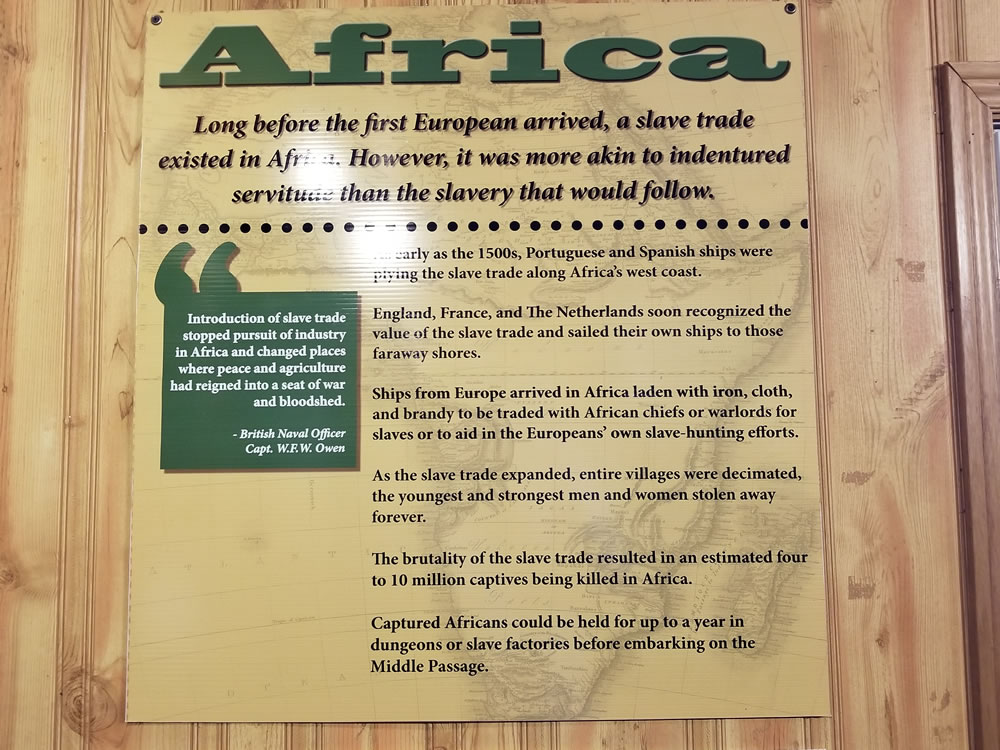 Africa
Long before the first European arrived, a slave trade
existed in Africa. However, it was more akin to indentured
servitude than the slavery that would follow.
As early as the 1500s, Portuguese and Spanish ships were
plying the slave trade along Africa's west coast.
England, France, and The Netherlands soon recognized the
value of the slave trade and sailed their own ships to those
faraway shores.
Ships from Europe arrived in Africa laden with iron, cloth,
and brandy to be traded with African chiefs or warlords for
slaves or to aid in the Europeans' own slave-hunting efforts.
As the slave trade expanded, entire villages were decimated,
the youngest and strongest men and women stolen away
forever.
The brutality of the slave trade resulted in an estimated four
to 10 million captives being killed in Africa.
Captured Africans could be held for up to a year in
dungeons or slave factories before embarking on the
Middle Passage.
“
Introduction of slave trade
stopped pursuit of industry
in Africa and changed places
where peace and agriculture
had reigned into a seat of war
and bloodshed.
- British Naval Officer
Capt. W.F.W. Owen